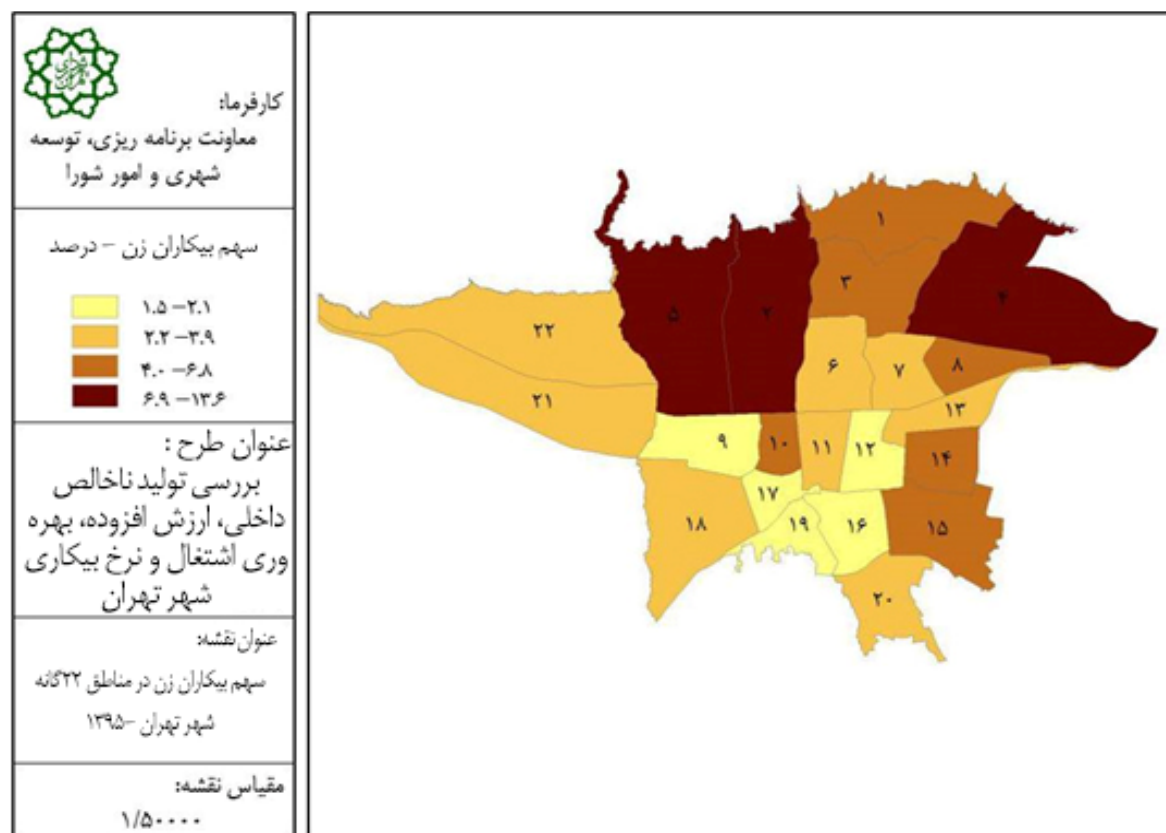 کارفرما:
معاونت برنامه ریزی، توسعه
شهری و امور شورا
سهم بیکاران زن – درصد
۱.۵ – ۲.۱
۲.۲ – ۳.۹
۴.۰ – ۶.۸
۶.۹ – ۱۳.۶
عنوان طرح :
بررسی تولید ناخالص
داخلی، ارزش افزوده، بهره
وری اشتغال و نرخ بیکاری
شهر تهران
عنوان نقشه:
سهم بیکاران زن در مناطق ۲۲گانه
شهر تهران –۱۳۹۵
مقیاس نقشه:
۱/۵۰۰۰۰
۱
۳
۴
۵
۲
۲۲
۶
۷
۸
۲۱
۱۳
۹
۱۰
۱۱
۱۲
۱۴
۱۷
۱۸
۱۹
۱۶
۱۵
۲۰